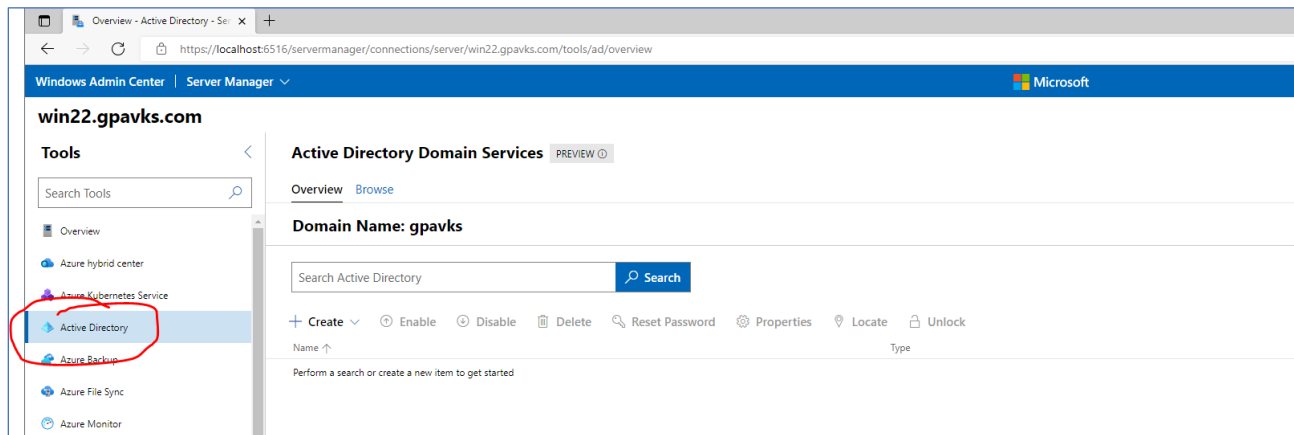 Overview - Active Directory - Ser
https://localhost:6516/servermanager/connections/server/win22.gpavks.com/tools/ad/overview
Windows Admin Center | Server Manager
Microsoft
win22.gpavks.com
Tools
Search Tools
Overview
Azure hybrid center
Azure Kubernetes Service
Active Directory
Azure Backup
Azure File Sync
Azure Monitor
Active Directory Domain Services PREVIEW
Overview Browse
Domain Name: gpavks
Search Active Directory Search
Create Enable Disable Delete Reset Password Properties Locate Unlock
Name Type
Perform a search or create a new item to get started